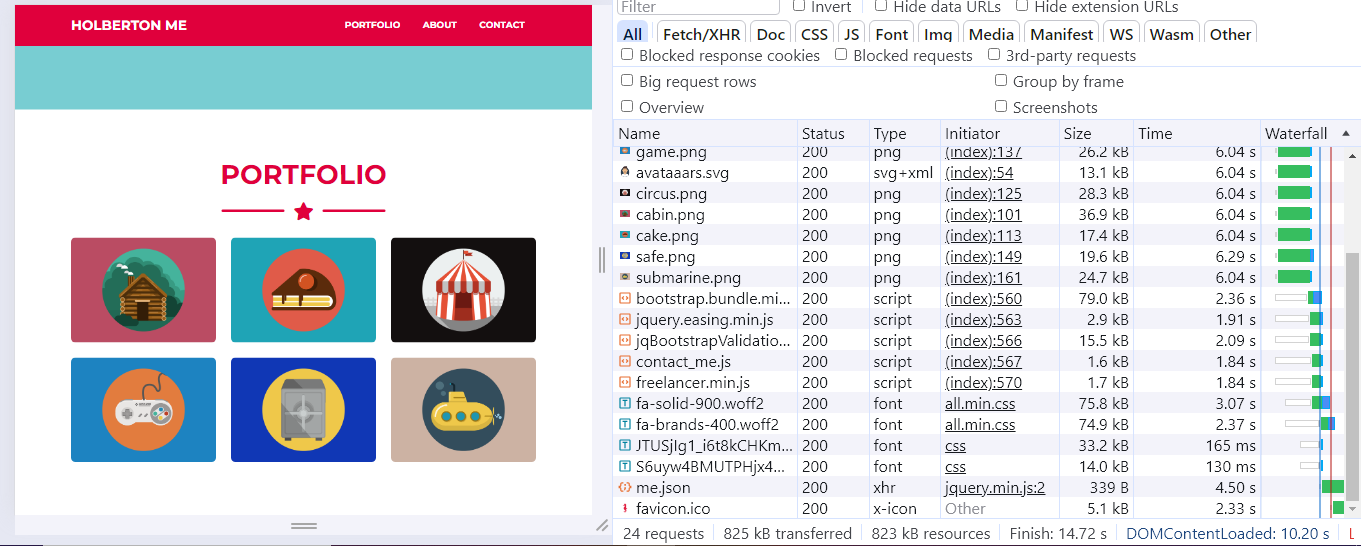 HOLBERTON ME PORTFOLIO ABOUT CONTACT
PORTFOLIO
Filter Invert Hide data URLs Hide extension URLs
All Fetch/XHR Doc CSS JS Font Img Media Manifest WS Wasm Other
Blocked response cookies Blocked requests 3rd-party requests
Big request rows Group by frame
Overview Screenshots
Name Status Type Initiator Size Time Waterfall
game.png 200 png (index):137 26.2 kB 6.04 s
avataaars.svg 200 svg+xml (index):54 13.1 kB 6.04 s
circus.png 200 png (index):125 28.3 kB 6.04 s
cabin.png 200 png (index):101 36.9 kB 6.04 s
cake.png 200 png (index):113 17.4 kB 6.04 s
safe.png 200 png (index):149 19.6 kB 6.29 s
submarine.png 200 png (index):161 24.7 kB 6.04 s
bootstrap.bundle.mi... 200 script (index):560 79.0 kB 2.36 s
jquery.easing.min.js 200 script (index):563 2.9 kB 1.91 s
jqBootstrapValidatio... 200 script (index):566 15.5 kB 2.09 s
contact_me.js 200 script (index):567 1.6 kB 1.84 s
freelancer.min.js 200 script (index):570 1.7 kB 1.84 s
fa-solid-900.woff2 200 font all.min.css 75.8 kB 3.07 s
fa-brands-400.woff2 200 font all.min.css 74.9 kB 2.37 s
JTUSjIg1_i6t8kCHKm... 200 font css 33.2 kB 165 ms
S6uyw4BMUTPHjx4... 200 font css 14.0 kB 130 ms
me.json 200 xhr jquery.min.js:2 339 B 4.50 s
favicon.ico 200 x-icon Other 5.1 kB 2.33 s
24 requests 825 kB transferred 823 kB resources Finish: 14.72 s DOMContentLoaded: 10.20 s L